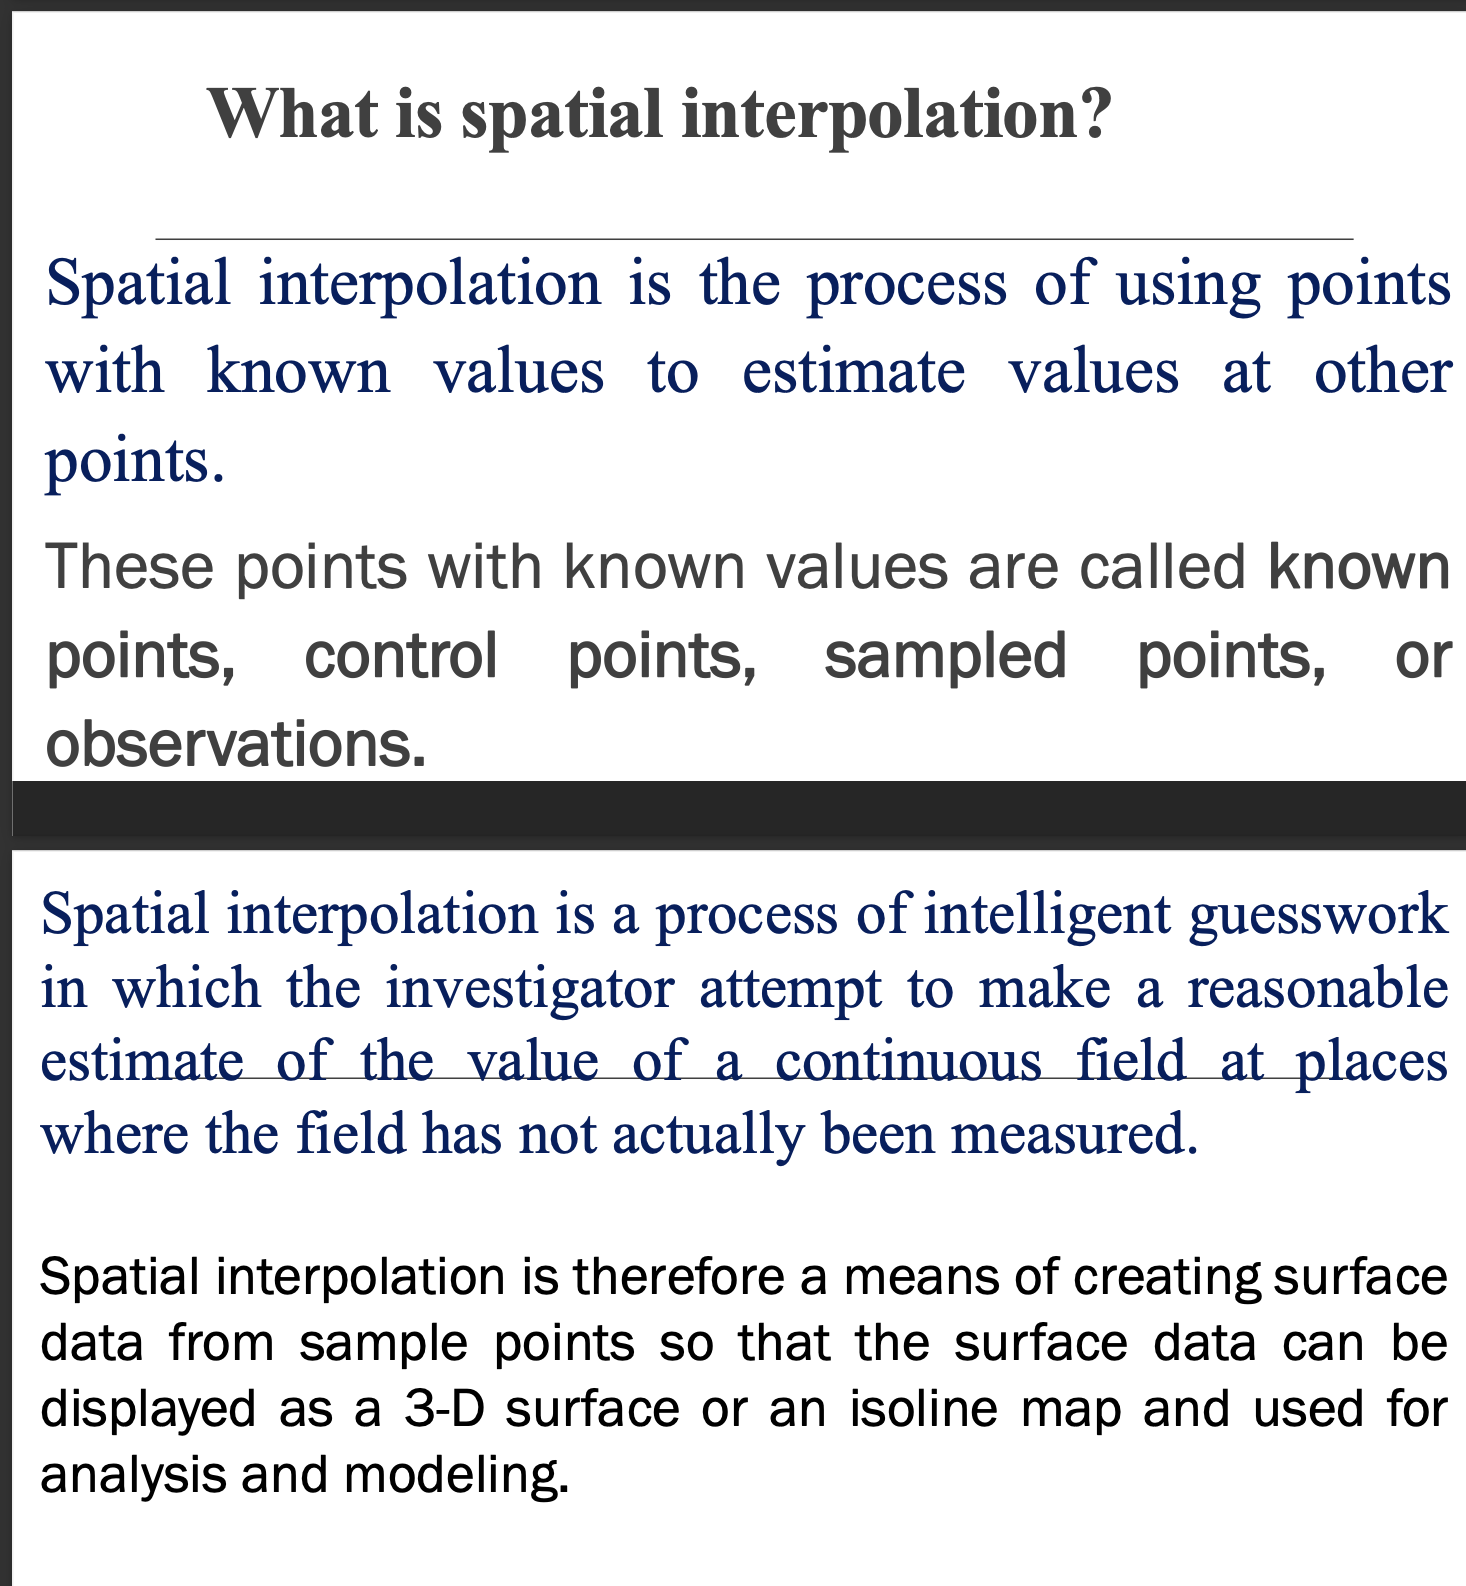 What is spatial interpolation?
Spatial interpolation is the process of using points
with known values to estimate values at other
points.
These points with known values are called known
points, control points, sampled points, or
observations.
Spatial interpolation is a process of intelligent guesswork
in which the investigator attempt to make a reasonable
estimate of the value of a continuous field at places
where the field has not actually been measured.
Spatial interpolation is therefore a means of creating surface
data from sample points so that the surface data can be
displayed as a 3-D surface or an isoline map and used for
analysis and modeling.